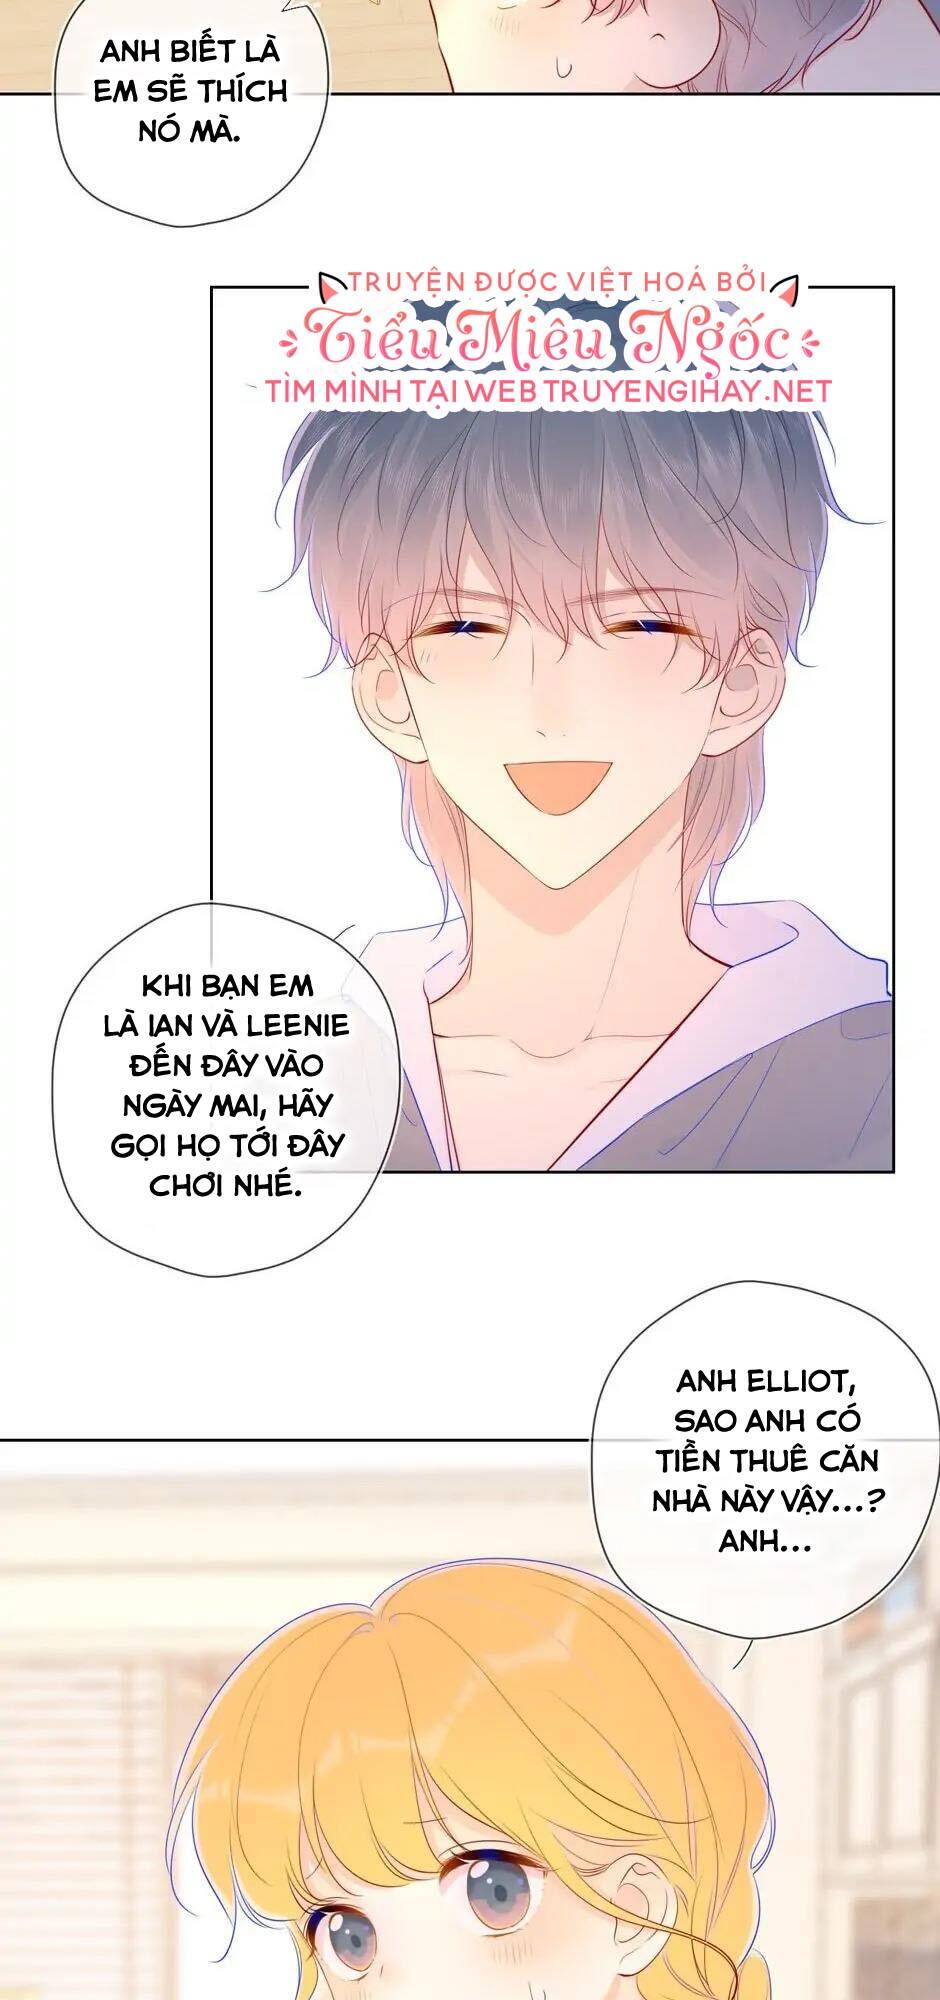 ANH BIẾT LÀ
EM SẼ THÍCH
NÓ MÀ.
TRUYỆN ĐƯỢC VIỆT HOÁ BỞI
Tiểu Miêu Ngốc
TÌM MÌNH TẠI WEB TRUYENGIHAY.NET
KHI BẠN EM
LÀ IAN VÀ LEENIE
ĐẾN ĐÂY VÀO
NGÀY MAI, HÃY
GỌI HỌ TỚI ĐÂY
CHƠI NHÉ.
ANH ELLIOT,
SAO ANH CÓ
TIỀN THUÊ CĂN
NHÀ NÀY VẬY...?
ANH...